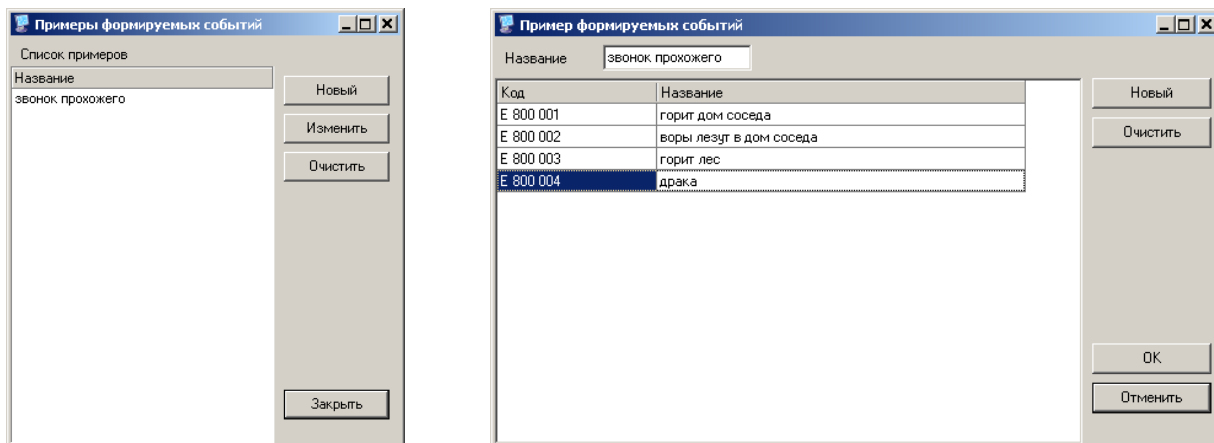 Примеры формируемых событий
Список примеров
Название
звонок прохожего
Новый
Изменить
Очистить
Закрыть
Пример формируемых событий
Название звонок прохожего
Код Название
E 800 001 горит дом соседа
E 800 002 воры лезут в дом соседа
E 800 003 горит лес
E 800 004 драка
Новый
Очистить
OK
Отменить